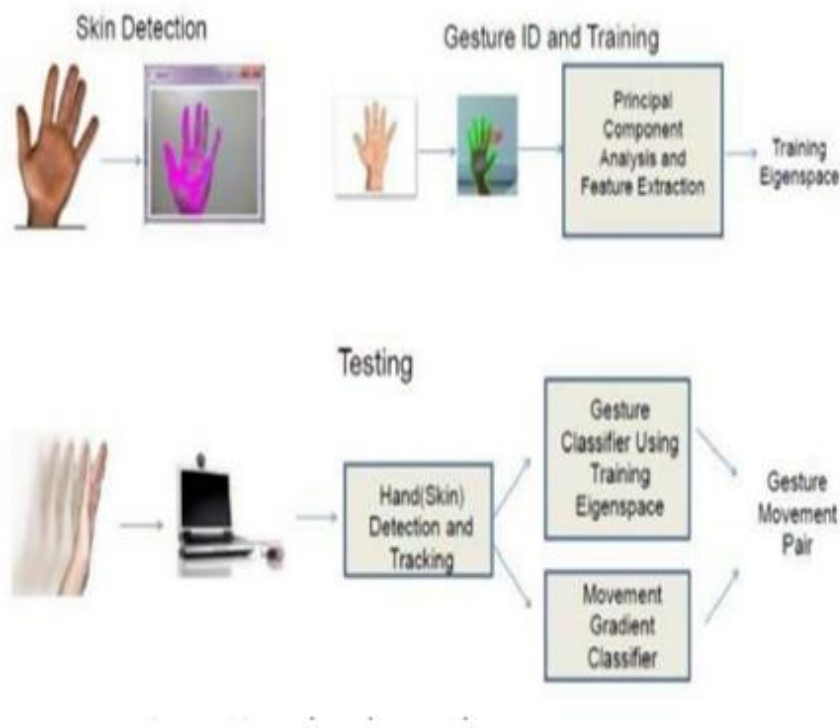 Skin Detection
Gesture ID and Training
Principal
Component
Analysis and
Feature Extraction
Training
Eigenspace
Testing
Hand(Skin)
Detection and
Tracking
Gesture
Classifier Using
Training
Eigenspace
Movement
Gradient
Classifier
Gesture
Movement
Pair